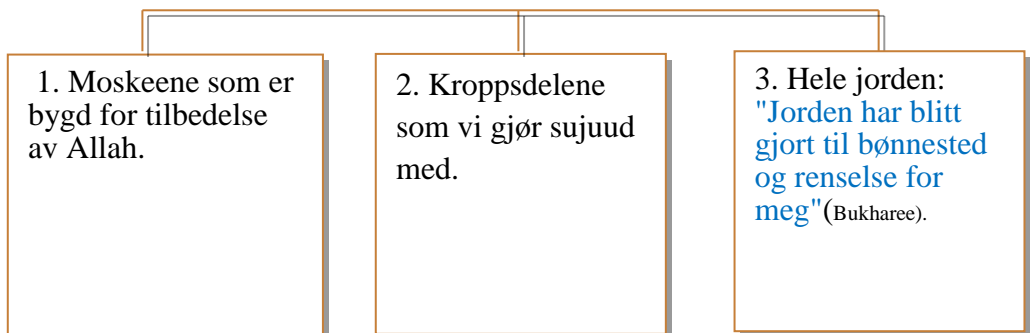 1. Moskeene som er
bygd for tilbedelse
av Allah.
2. Kroppsdelene
som vi gjør sujuud
med.
3. Hele jorden:
"Jorden har blitt
gjort til bønnested
og renselse for
meg"(Bukharee).